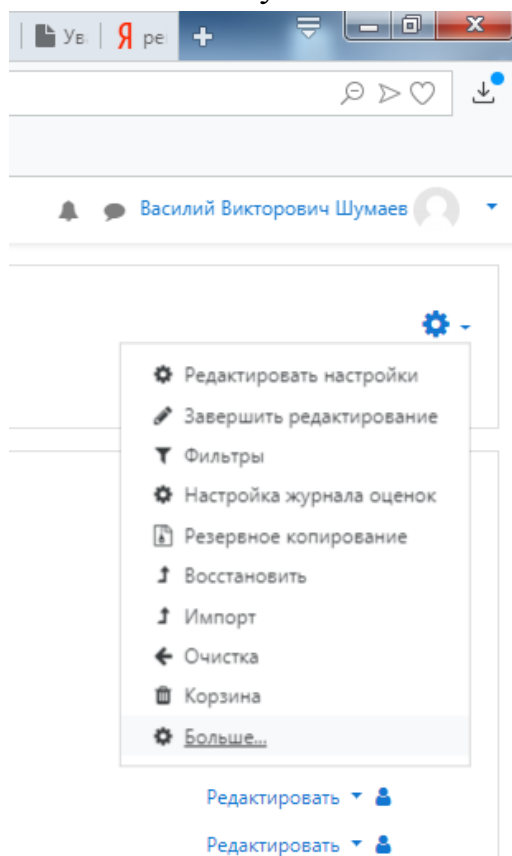 Ув
Я ре
Василий Викторович Шумаев
Редактировать настройки
Завершить редактирование
Фильтры
Настройка журнала оценок
Резервное копирование
Восстановить
Импорт
Очистка
Корзина
Больше...
Редактировать
Редактировать